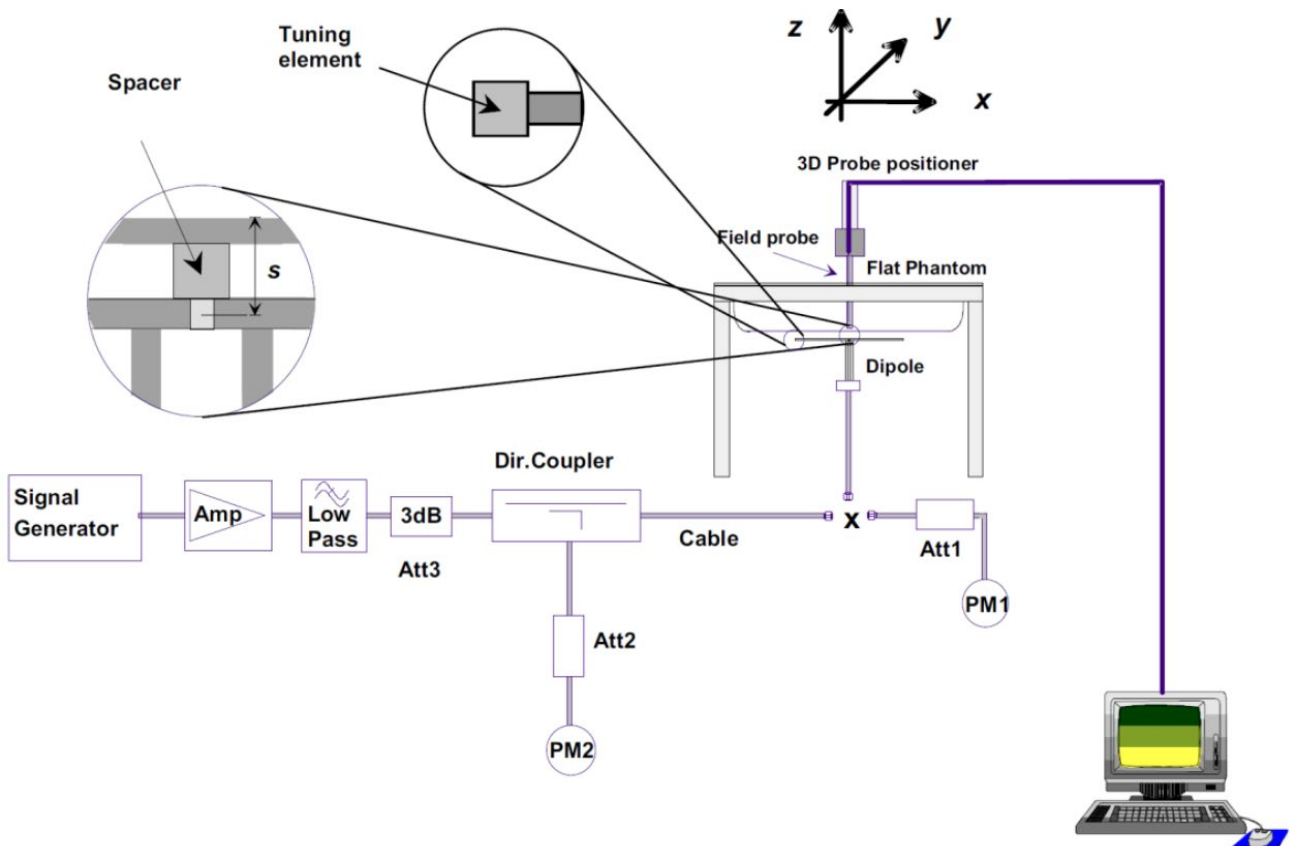 Tuning
element
z
y
x
Spacer
3D Probe positioner
s
Field probe
Flat Phantom
Dipole
Dir.Coupler
Signal
Generator
Amp
Low
Pass
3dB
Att3
Cable
x
Att1
PM1
Att2
PM2